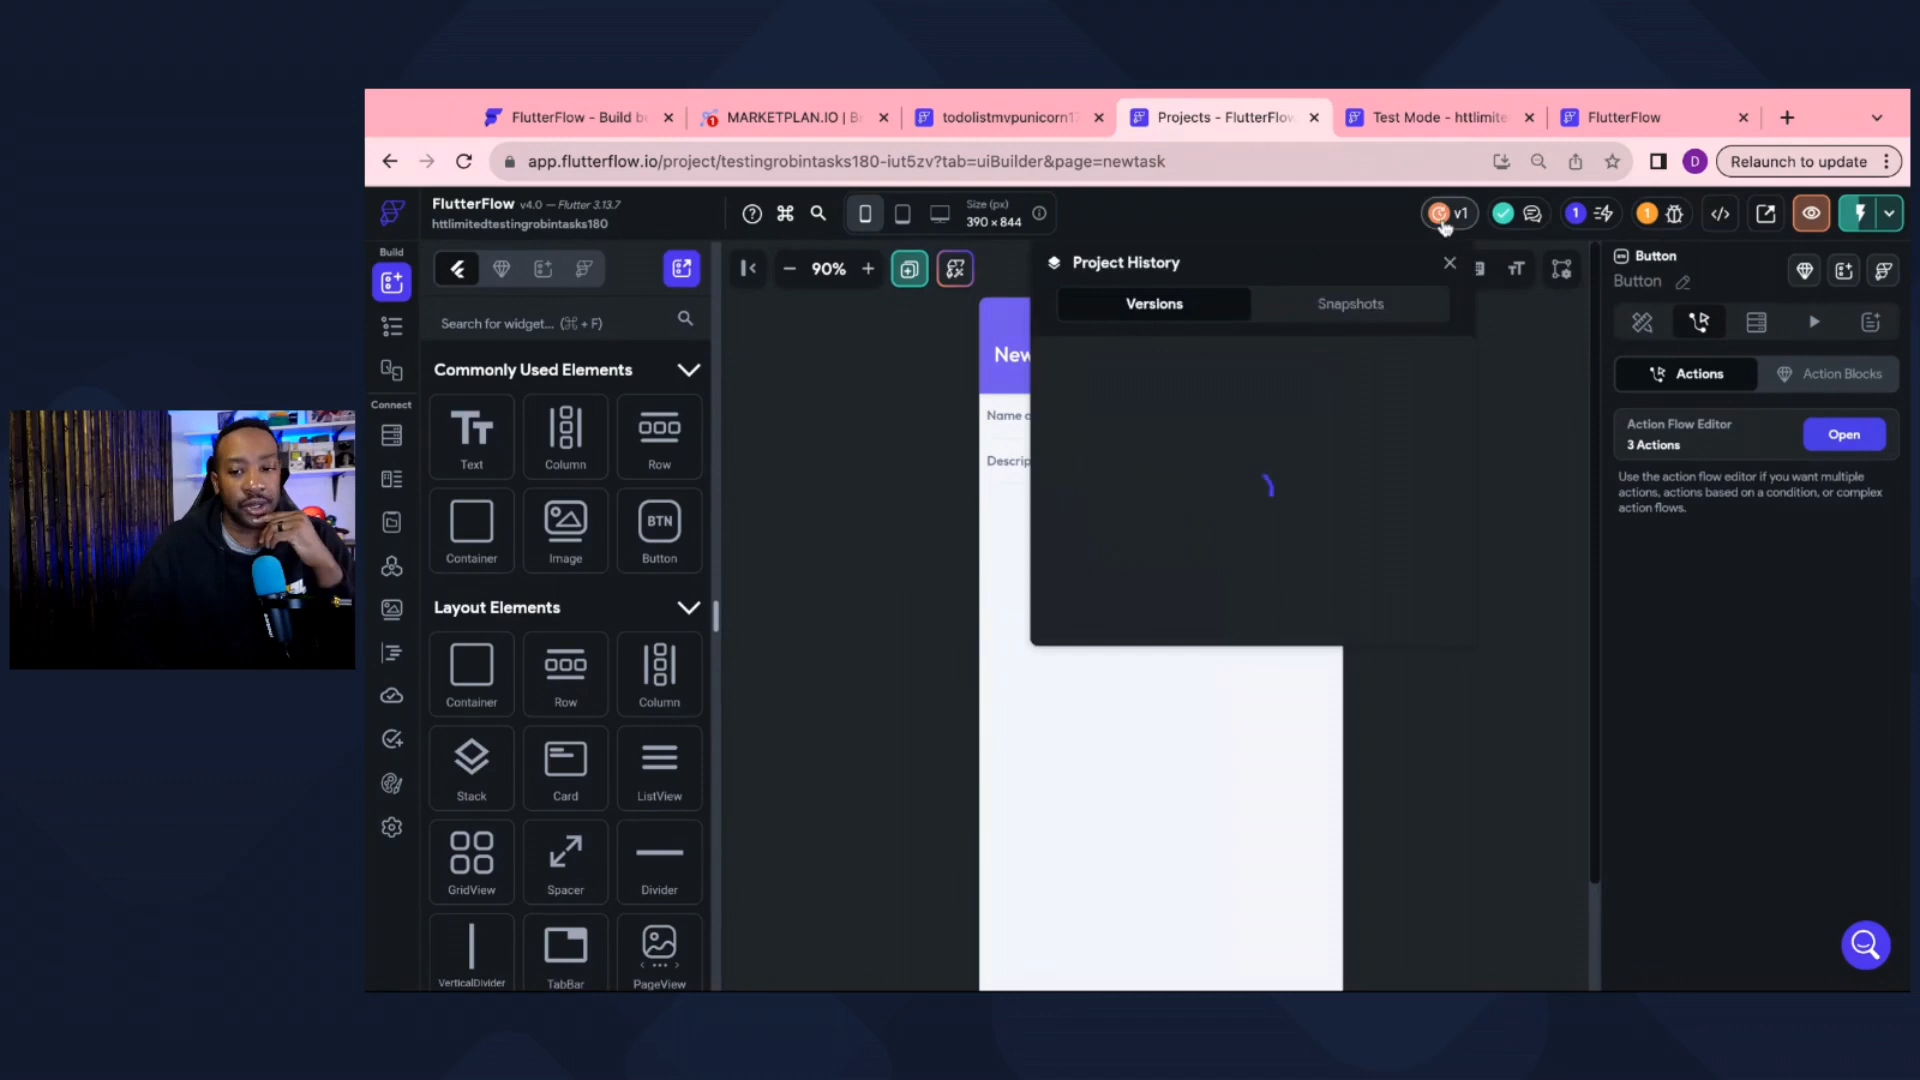 FlutterFlow - Build b
MARKETPLAN.IO | B
todolistmvpunicorn1
Projects - FlutterFlow
Test Mode - httlimite
FlutterFlow
app.flutterflow.io/project/testingrobintasks180-iut5zv?tab=uiBuilder&page=newtask
D
Relaunch to update
FlutterFlow v4.0 - Flutter 3.13.7
httlimitedtestingrobintasks180
Size (px)
390 × 844
v1
1
1
Build
90%
Project History
Versions
Snapshots
Button
Button
Search for widget... (⌘ + F)
Commonly Used Elements
Connect
Text
Column
Row
BTN
Container
Image
Button
New
Name o
Descrip
Actions
Action Blocks
Action Flow Editor
3 Actions
Open
Use the action flow editor if you want multiple
actions, actions based on a condition, or complex
action flows.
Layout Elements
Container
Row
Column
Stack
Card
ListView
GridView
Spacer
Divider
VerticalDivider
TabBar
PageView